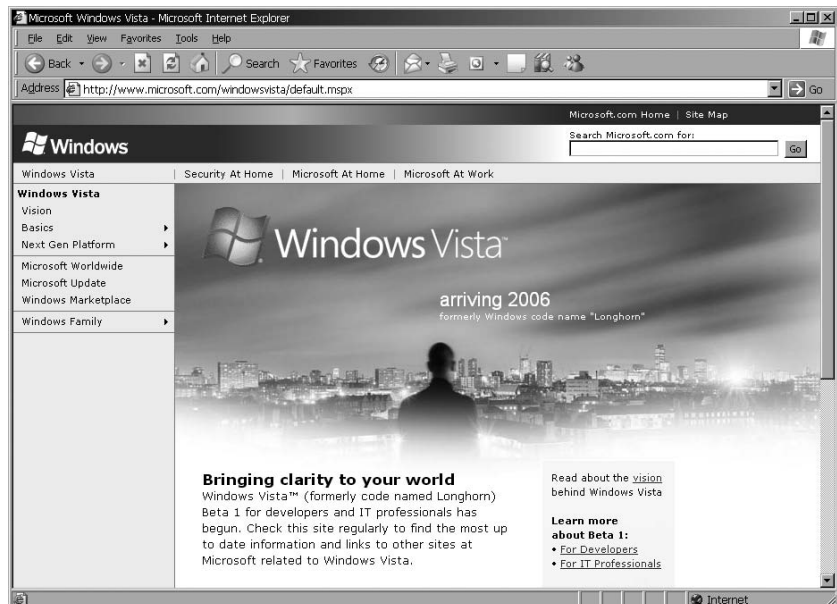 Microsoft Windows Vista - Microsoft Internet Explorer
File Edit View Favorites Tools Help
Back Search Favorites
Address http://www.microsoft.com/windowsvista/default.mspx Go
Microsoft.com Home | Site Map
Search Microsoft.com for:
Windows
Go
Windows Vista | Security At Home | Microsoft At Home | Microsoft At Work
Windows Vista
Vision
Basics
Next Gen Platform
Microsoft Worldwide
Microsoft Update
Windows Marketplace
Windows Family
Windows Vista™
arriving 2006
formerly Windows code name "Longhorn"
Bringing clarity to your world
Windows Vista™ (formerly code named Longhorn)
Beta 1 for developers and IT professionals has
begun. Check this site regularly to find the most up
to date information and links to other sites at
Microsoft related to Windows Vista.
Read about the vision
behind Windows Vista
Learn more
about Beta 1:
• For Developers
• For IT Professionals
Internet